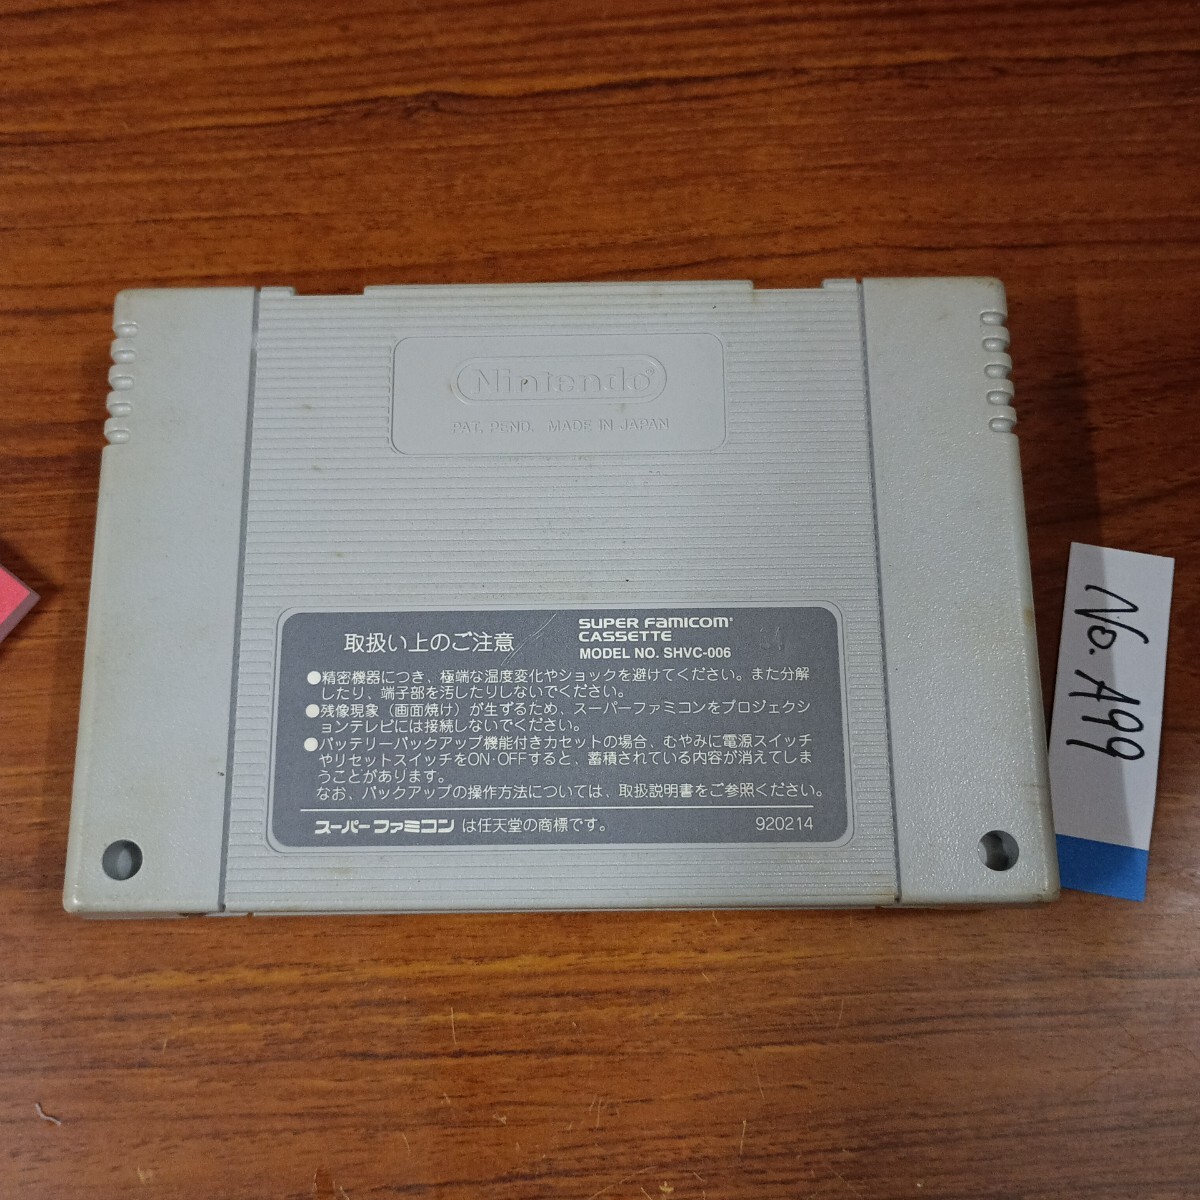 Nintendo®
PAT. PEND. MADE IN JAPAN
取扱い上のご注意
SUPER Famicom
CASSETTE
MODEL NO. SHVC-006
●精密機器につき、極端な温度変化やショックを避けてください。また分解
したり、端子部を汚したりしないでください。
●残像現象（画面焼け）が生ずるため、スーパーファミコンをプロジェクシ
ョンテレビには接続しないでください。
●バッテリーバックアップ機能付きカセットの場合、むやみに電源スイッチ
やリセットスイッチをON・OFFすると、蓄積されている内容が消えてしま
うことがあります。
なお、バックアップの操作方法については、取扱説明書をご参照ください。
スーパーファミコン は任天堂の商標です。
920214
No. A99